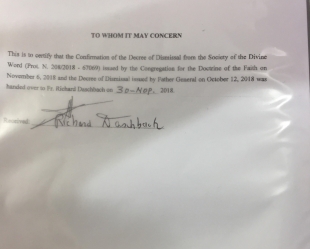 TO WHOM IT MAY CONCERN
This is to certify that the Confirmation of the Decree of Dismissal from the Society of the Divine
Word (Prot. N. 208/2018 - 67069) issued by the Congregation for the Doctrine of the Faith on
November 6, 2018 and the Decree of Dismissal issued by Father General on October 12, 2018 was
handed over to Fr. Richard Daschbach on 30-Nop. 2018
Received:
Richard Daschbach